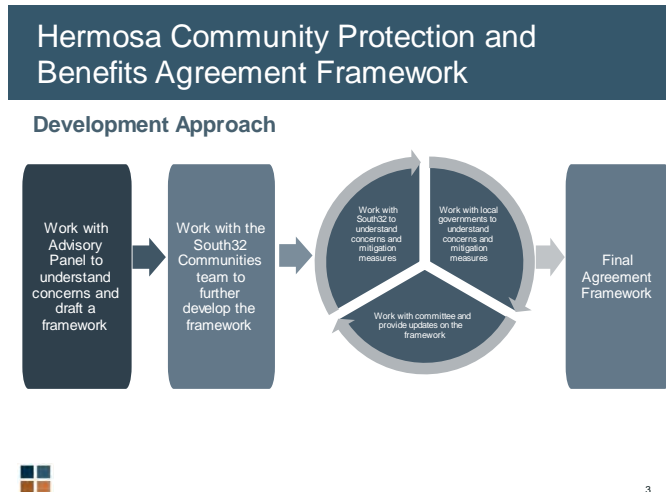 Hermosa Community Protection and
Benefits Agreement Framework
Development Approach
Work with
Advisory
Panel to
understand
concerns and
draft a
framework
Work with the
South32
Communities
team to
further
develop the
framework
Work with
South32 to
understand
concerns and
mitigation
measures
Work with local
governments to
understand
concerns and
mitigation
measures
Work with committee and
provide updates on the
framework
Final
Agreement
Framework
3